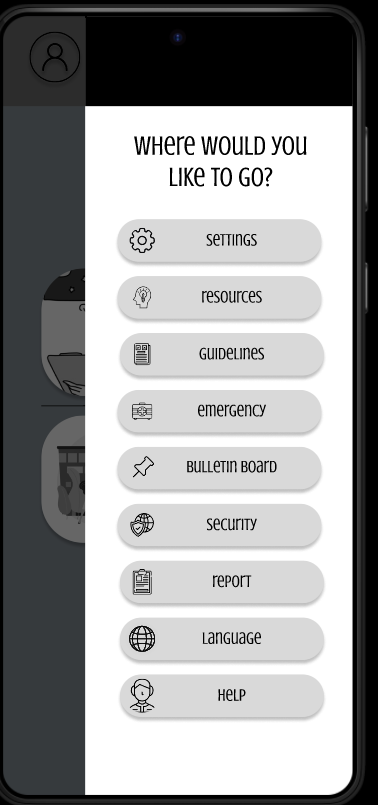 Where would you
like to go?
Settings
Resources
Guidelines
Emergency
Bulletin Board
Security
Report
Language
Help